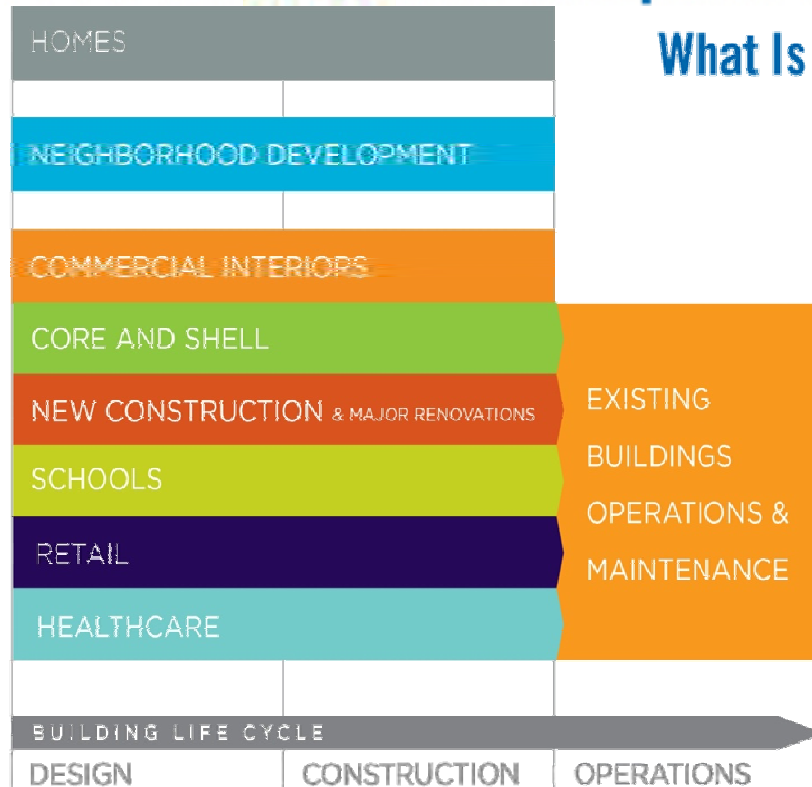 What Is
HOMES
NEIGHBORHOOD DEVELOPMENT
COMMERCIAL INTERIORS
CORE AND SHELL
NEW CONSTRUCTION & MAJOR RENOVATIONS
SCHOOLS
RETAIL
HEALTHCARE
EXISTING
BUILDINGS
OPERATIONS &
MAINTENANCE
BUILDING LIFE CYCLE
DESIGN
CONSTRUCTION
OPERATIONS